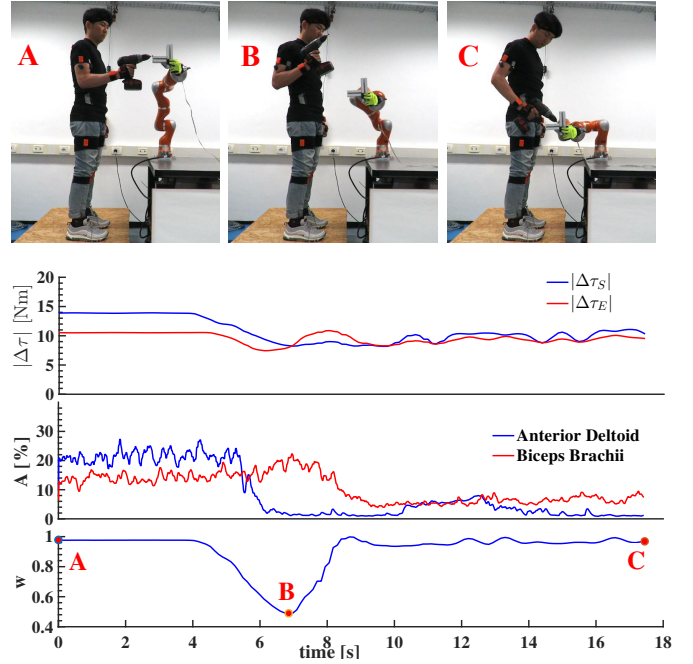 A B C
20
|Δτ_S|
15
|Δτ_E|
10
5
0
|Δτ| [Nm]
40
30
Anterior Deltoid
Biceps Brachii
20
10
0
A [%]
1
0.8
0.6
0.4
w
A
B
C
0 2 4 6 8 10 12 14 16 18
time [s]